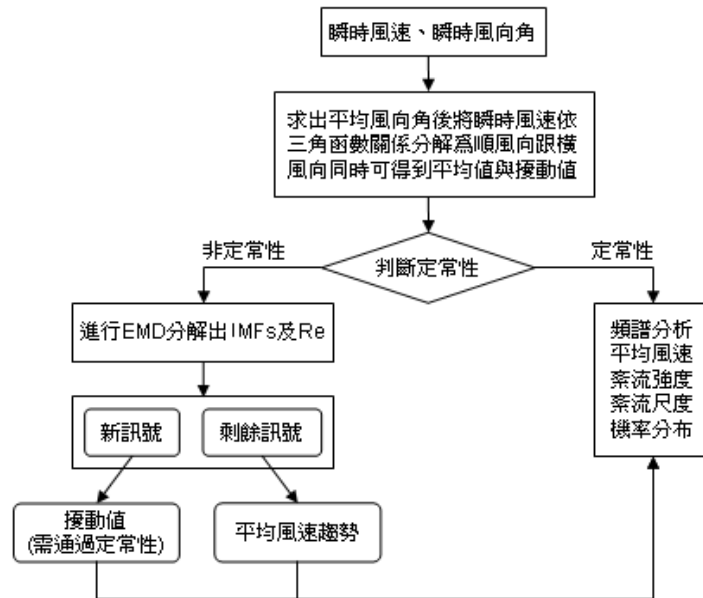 瞬時風速、瞬時風向角
求出平均風向角後將瞬時風速依
三角函數關係分解爲順風向跟橫
風向同時可得到平均值與擾動值
非定常性
判斷定常性
定常性
進行EMD分解出IMFs及Re
頻譜分析
平均風速
紊流強度
紊流尺度
機率分布
新訊號
剩餘訊號
擾動值
(需通過定常性)
平均風速趨勢